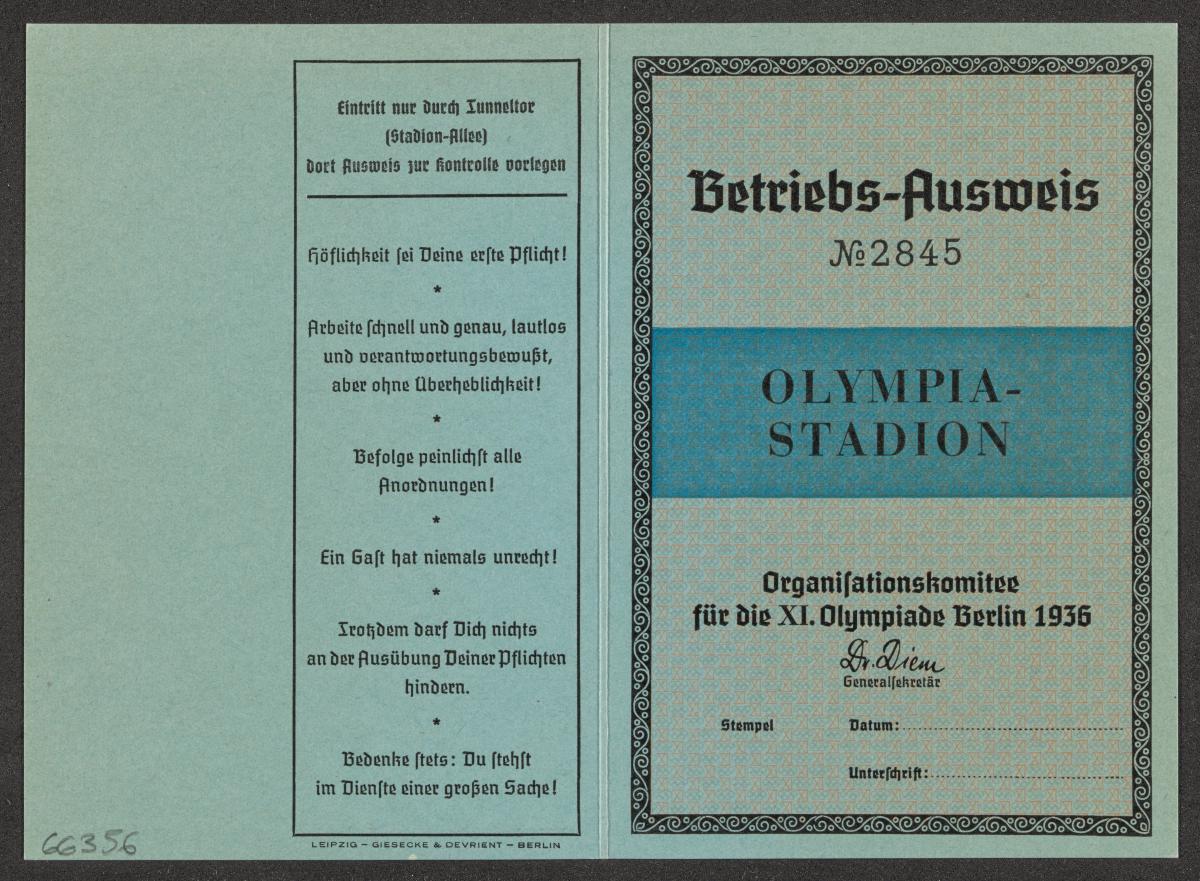 Eintritt nur durch Tunneltor
(Stadion-Allee)
dort Ausweis zur Kontrolle vorlegen
Höflichkeit sei Deine erste Pflicht!
*
Arbeite schnell und genau, lautlos
und verantwortungsbewußt,
aber ohne Überheblichkeit!
*
Befolge peinlichst alle
Anordnungen!
*
Ein Gast hat niemals unrecht!
*
Trotzdem darf Dich nichts
an der Ausübung Deiner Pflichten
hindern.
*
Bedenke stets: Du stehst
im Dienste einer großen Sache!
LEIPZIG – GIESECKE & DEVRIENT – BERLIN
66356
Betriebs-Ausweis
№ 2845
OLYMPIA-
STADION
Organisationskomitee
für die XI. Olympiade Berlin 1936
Dr. Diem
Generalsekretär
Stempel Datum:
Unterschrift: